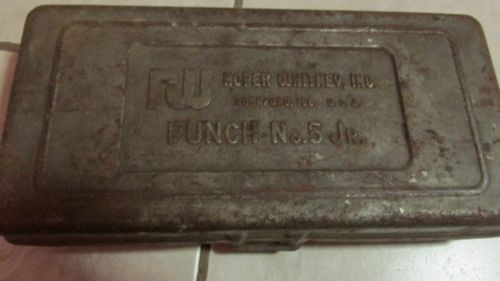 RW
ROPER WHITNEY, INC
ROCKFORD, ILL. U.S.A.
PUNCH-No.5 JR.